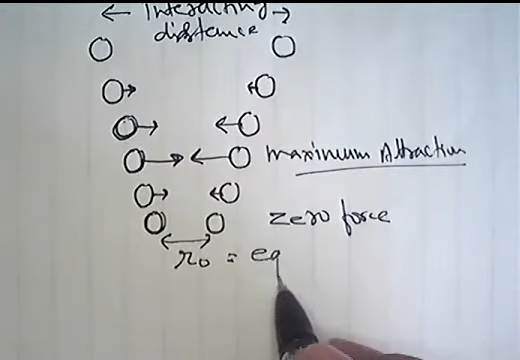 Interacting
distance
Maximum Attraction
zero force
r₀ = eq